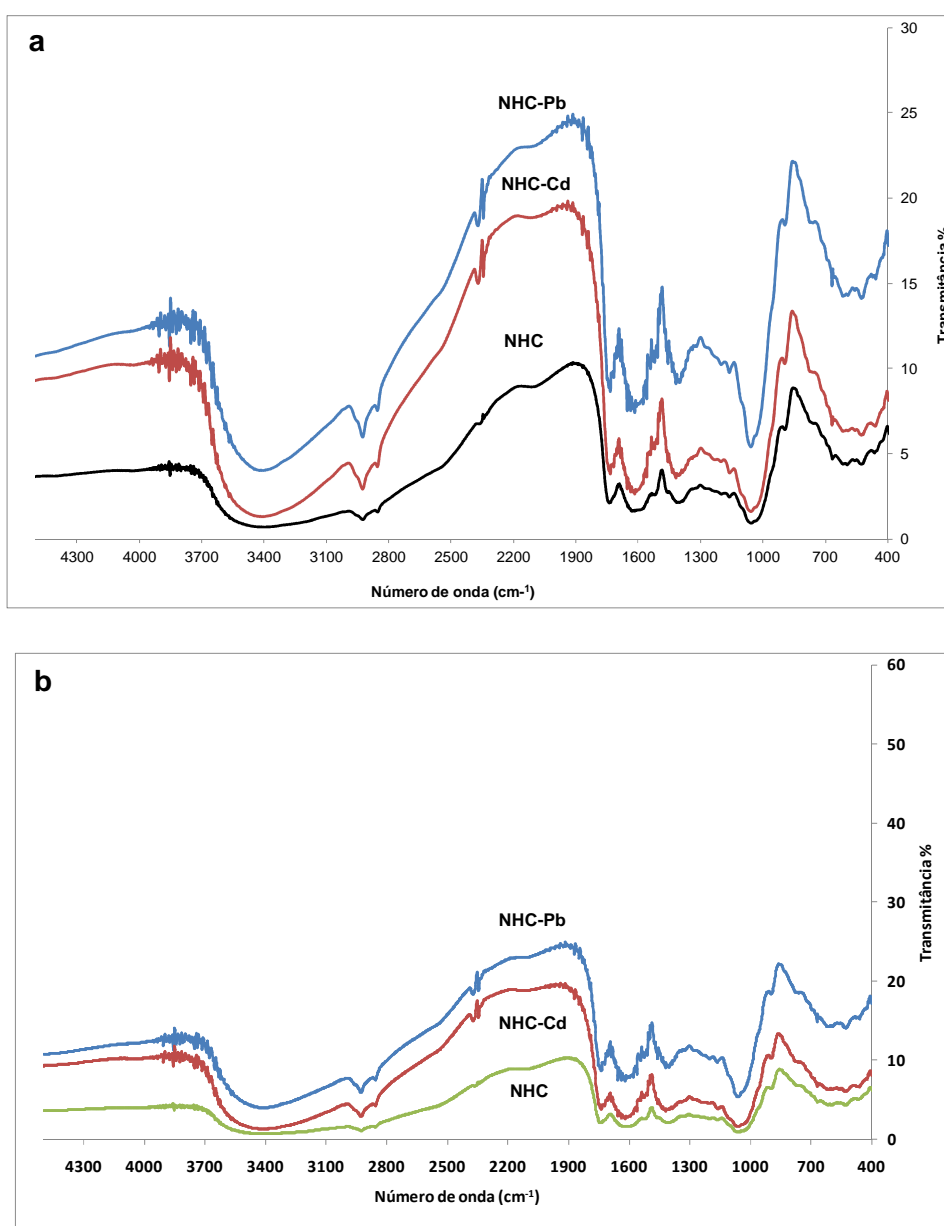 a
30
25
20
15
10
5
0
Transmitância %
NHC-Pb
NHC-Cd
NHC
4300 4000 3700 3400 3100 2800 2500 2200 1900 1600 1300 1000 700 400
Número de onda (cm-¹)
b
60
50
40
30
20
10
0
Transmitância %
NHC-Pb
NHC-Cd
NHC
4300 4000 3700 3400 3100 2800 2500 2200 1900 1600 1300 1000 700 400
Número de onda (cm⁻¹)